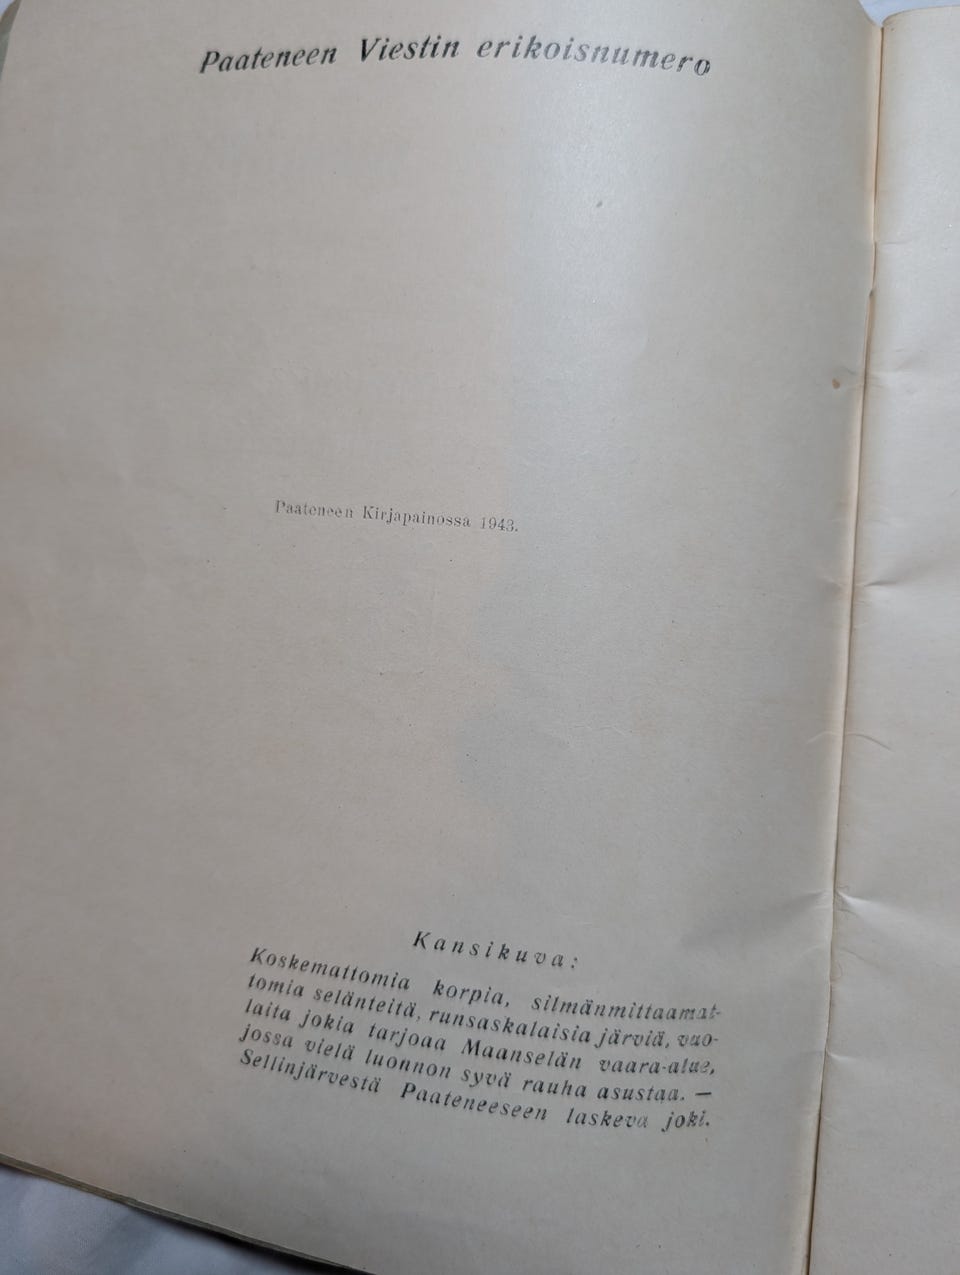 Paateneen Viestin erikoisnumero
Paateneen Kirjapainossa 1943.
Kansikuva:
Koskemattomia korpia, silmänmittaamat-
tomia selänteitä, runsaskalaisia järviä, vuo-
laita jokia tarjoaa Maanselän vaara-alue,
jossa vielä luonnon syvä rauha asustaa. —
Sellinjärvestä Paateneeseen laskeva joki.